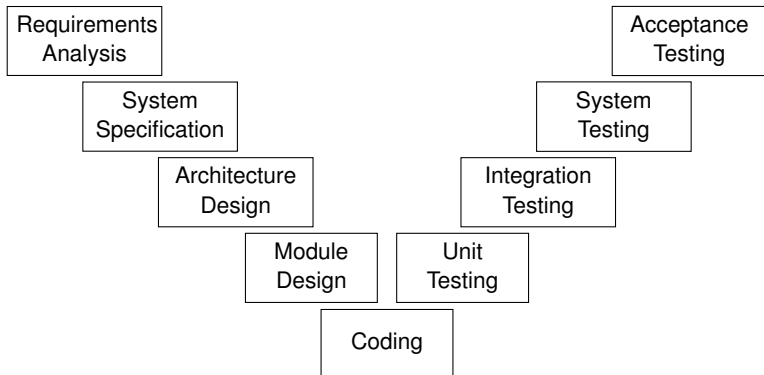 Requirements
Analysis
Acceptance
Testing
System
Specification
System
Testing
Architecture
Design
Integration
Testing
Module
Design
Unit
Testing
Coding